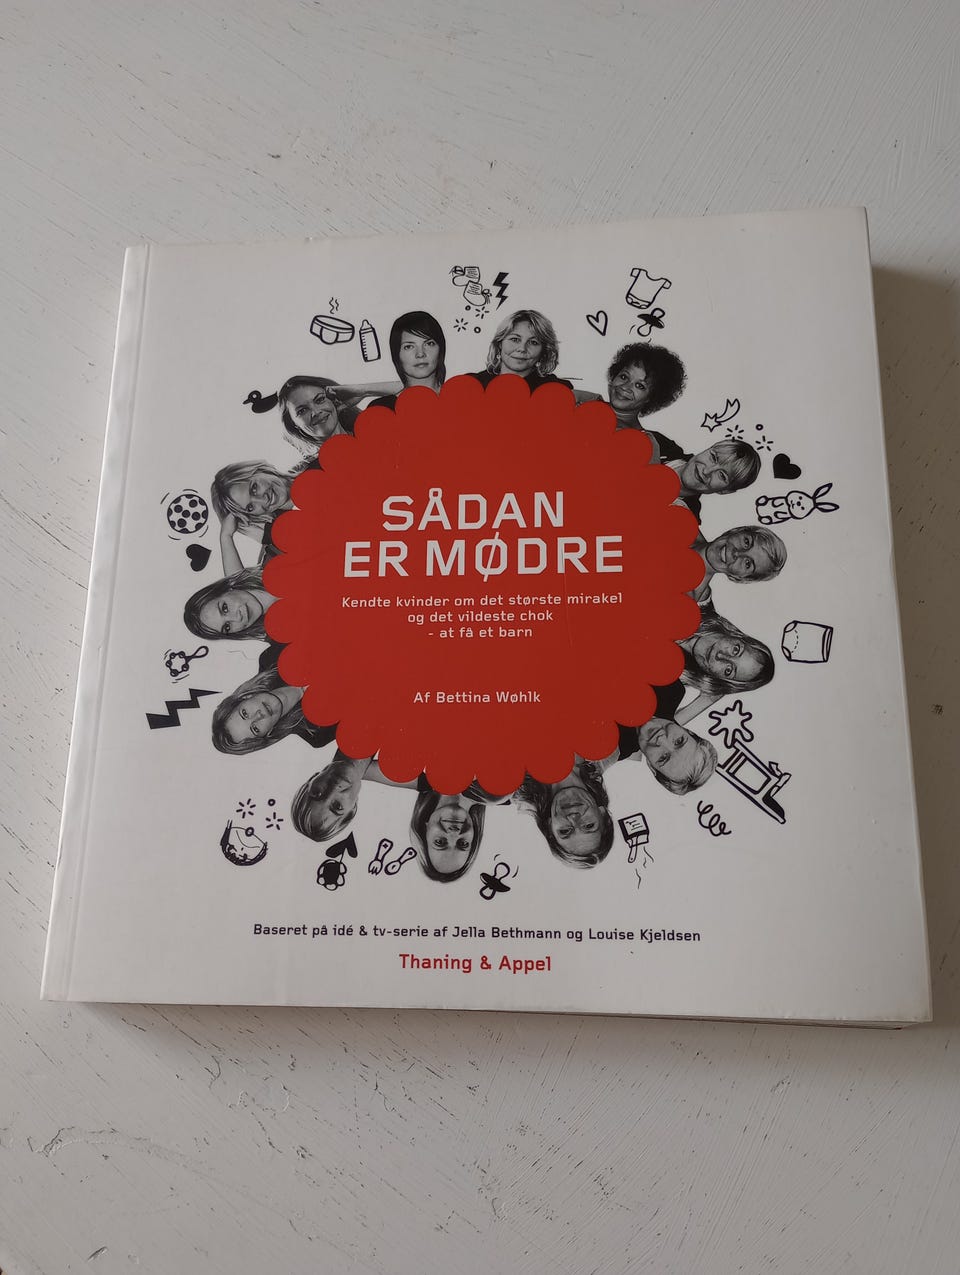 SÅDAN
ER MØDRE
Kendte kvinder om det største mirakel
og det vildeste chok
- at få et barn
Af Bettina Wøhlk
Baseret på idé & tv-serie af Jella Bethmann og Louise Kjeldsen
Thaning & Appel